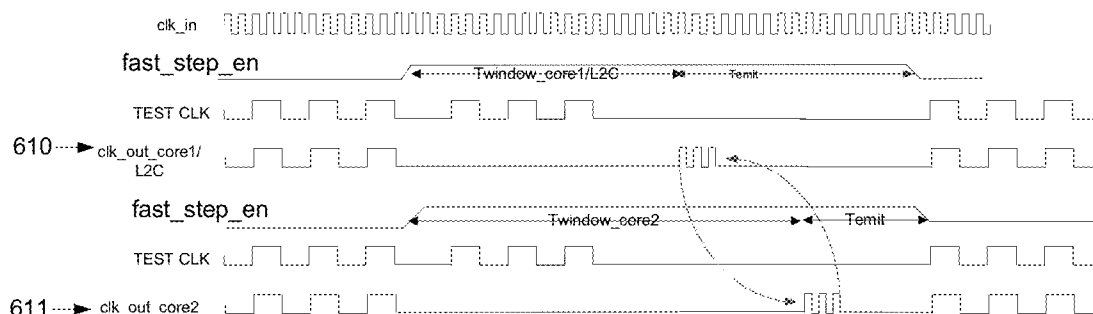 clk_in
fast_step_en
Twindow_core1/L2C
Temit
TEST CLK
610
clk_out_core1/
L2C
fast_step_en
Twindow_core2
Temit
TEST CLK
611
clk_out_core2